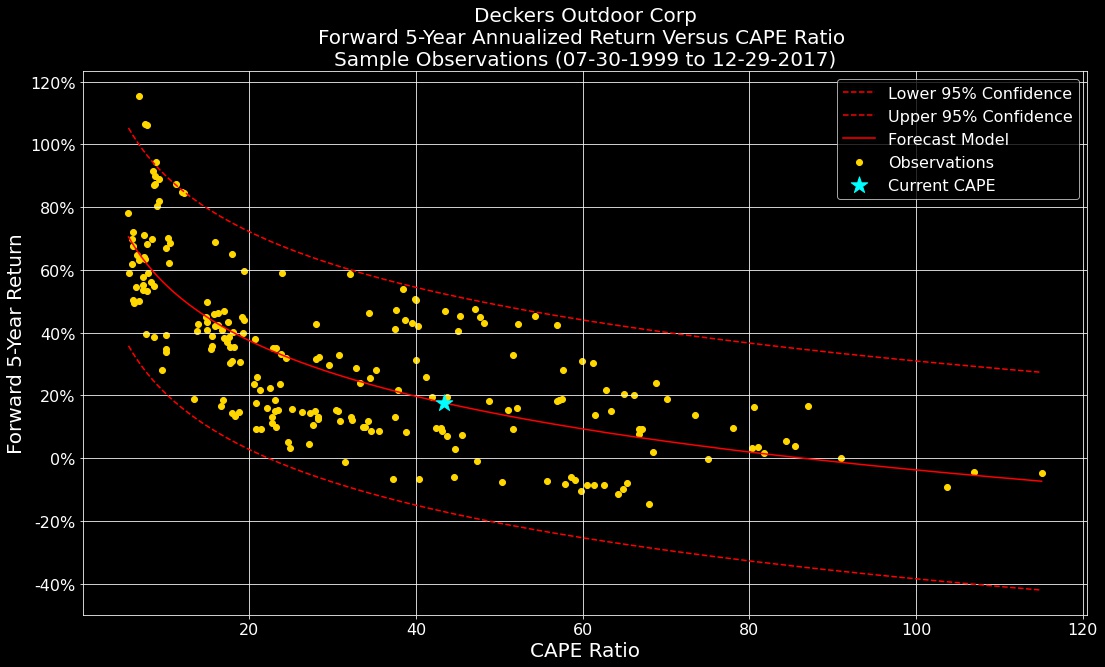 Deckers Outdoor Corp
Forward 5-Year Annualized Return Versus CAPE Ratio
Sample Observations (07-30-1999 to 12-29-2017)
Lower 95% Confidence
Upper 95% Confidence
Forecast Model
Observations
Current CAPE
Forward 5-Year Return
120%
100%
80%
60%
40%
20%
0%
-20%
-40%
20 40 60 80 100 120
CAPE Ratio